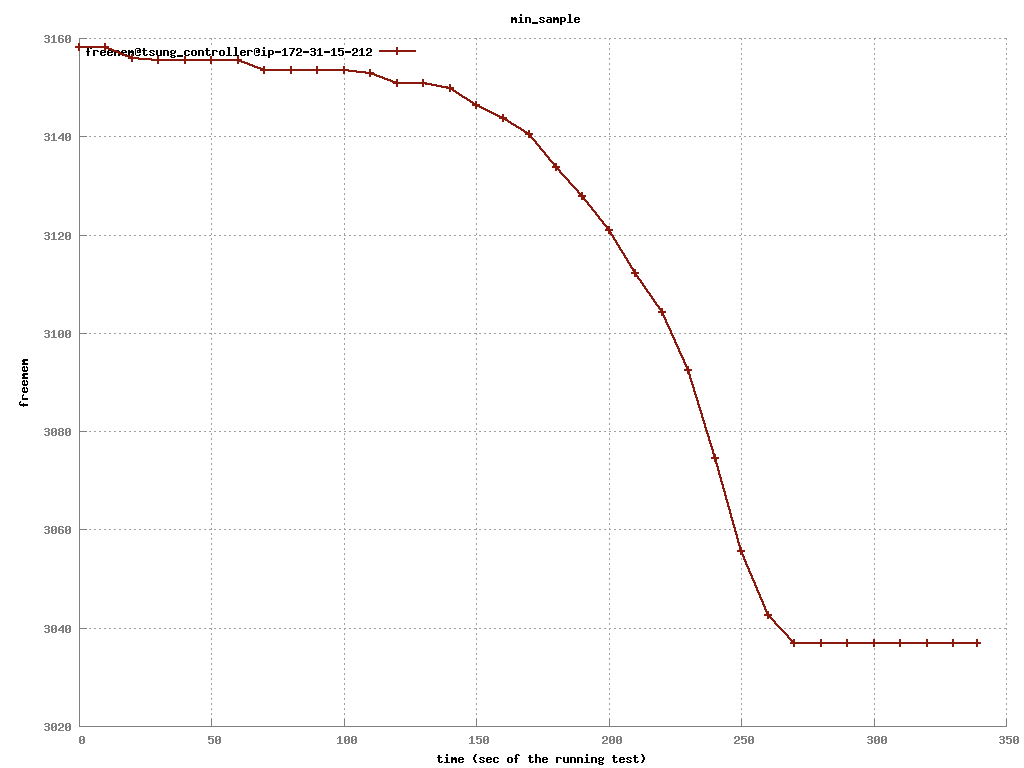 min_sample
3160
freemem@tsung_controller@ip-172-31-15-212
3140
3120
3100
freemem
3080
3060
3040
3020
0 50 100 150 200 250 300 350
time (sec of the running test)